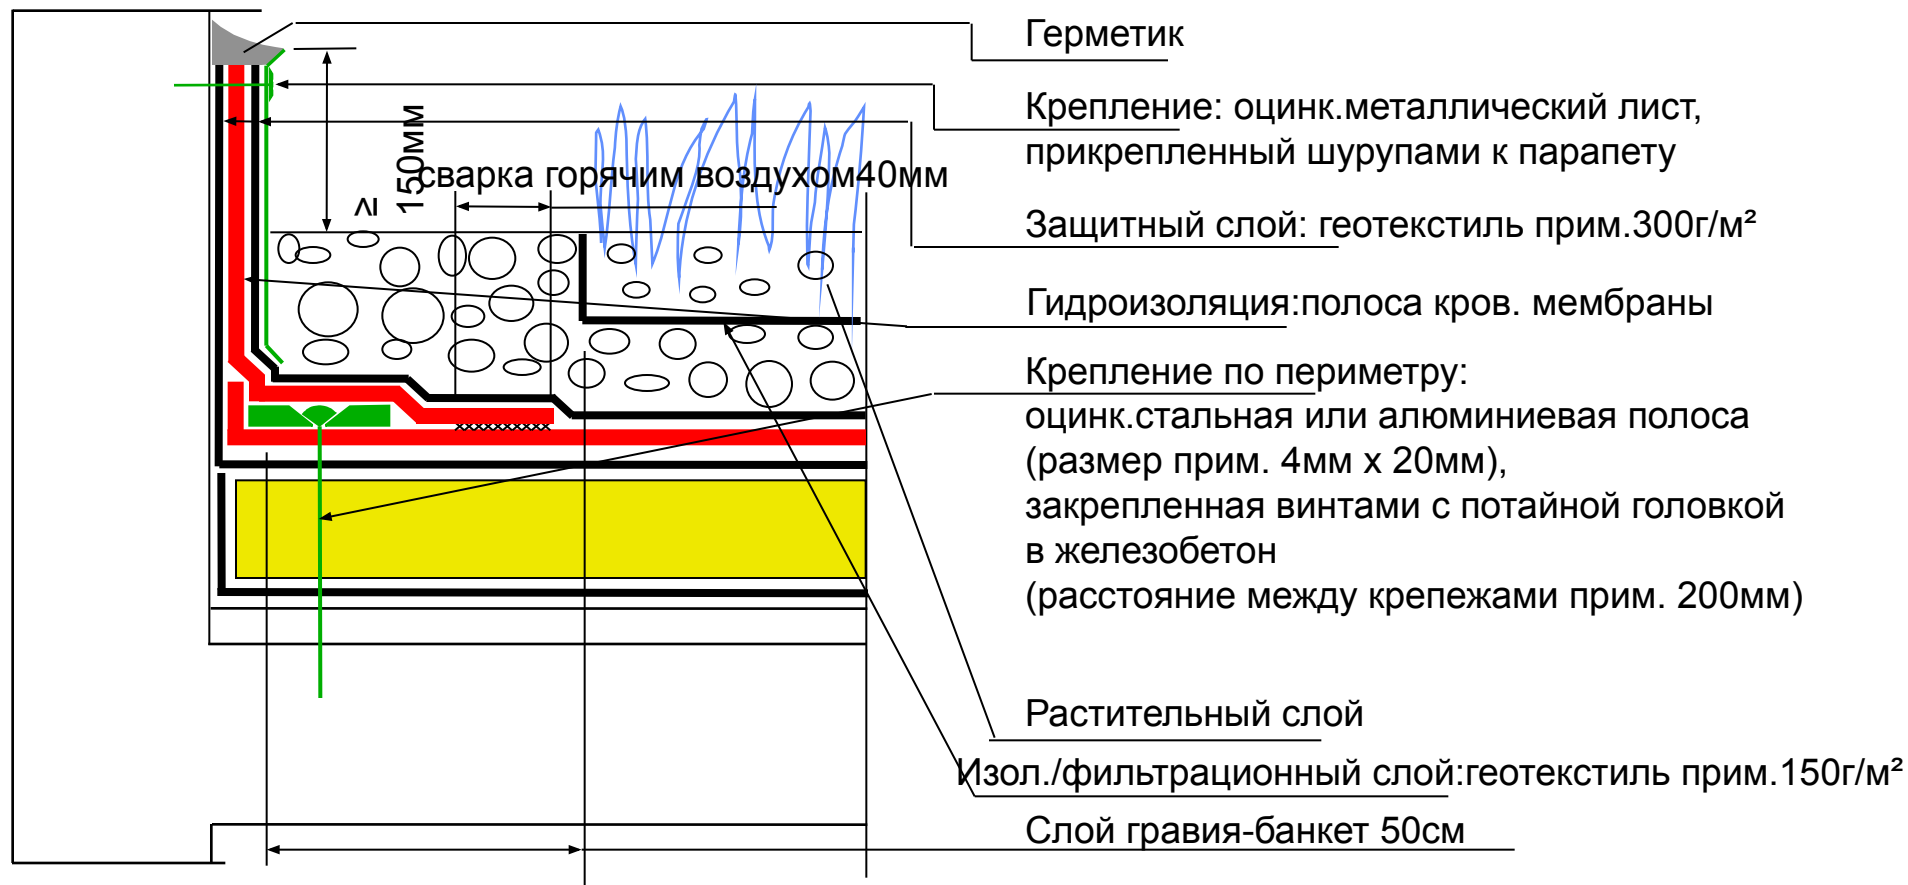 Герметик
Крепление: оцинк.металлический лист,
прикрепленный шурупами к парапету
150мм
≥
сварка горячим воздухом40мм
Защитный слой: геотекстиль прим.300г/м²
Гидроизоляция:полоса кров. мембраны
Крепление по периметру:
оцинк.стальная или алюминиевая полоса
(размер прим. 4мм х 20мм),
закрепленная винтами с потайной головкой
в железобетон
(расстояние между крепежами прим. 200мм)
Растительный слой
Изол./фильтрационный слой:геотекстиль прим.150г/м²
Слой гравия-банкет 50см